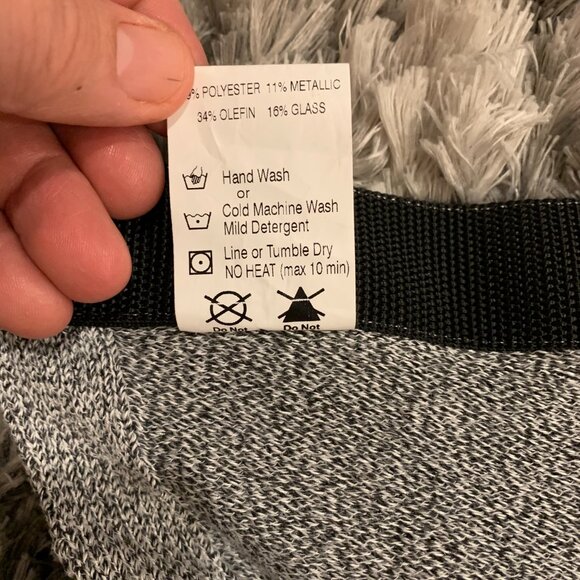 9% POLYESTER 11% METALLIC
34% OLEFIN 16% GLASS
Hand Wash
or
Cold Machine Wash
Mild Detergent
Line or Tumble Dry
NO HEAT (max 10 min)
Do Not Do Not